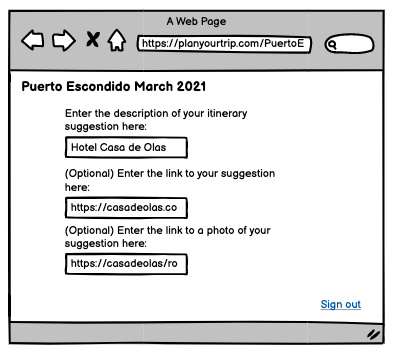 A Web Page
https://planyourtrip.com/PuertoE
Puerto Escondido March 2021
Enter the description of your itinerary
suggestion here:
Hotel Casa de Olas
(Optional) Enter the link to your suggestion
here:
https://casadeolas.co
(Optional) Enter the link to a photo of your
suggestion here:
https://casadeolas/ro
Sign out